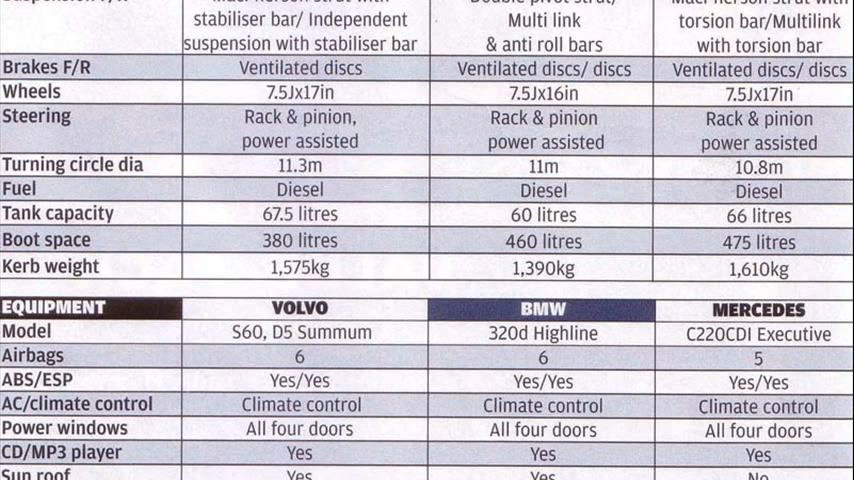 stabiliser bar/ Independent Multi link torsion bar/Multilink
suspension with stabiliser bar & anti roll bars with torsion bar
Brakes F/R Ventilated discs Ventilated discs/ discs Ventilated discs/ discs
Wheels 7.5Jx17in 7.5Jx16in 7.5Jx17in
Steering Rack & pinion, Rack & pinion Rack & pinion
power assisted power assisted power assisted
Turning circle dia 11.3m 11m 10.8m
Fuel Diesel Diesel Diesel
Tank capacity 67.5 litres 60 litres 66 litres
Boot space 380 litres 460 litres 475 litres
Kerb weight 1,575kg 1,390kg 1,610kg
EQUIPMENT VOLVO BMW MERCEDES
Model S60, D5 Summum 320d Highline C220CDI Executive
Airbags 6 6 5
ABS/ESP Yes/Yes Yes/Yes Yes/Yes
AC/climate control Climate control Climate control Climate control
Power windows All four doors All four doors All four doors
CD/MP3 player Yes Yes Yes
Sun roof Yes Yes No